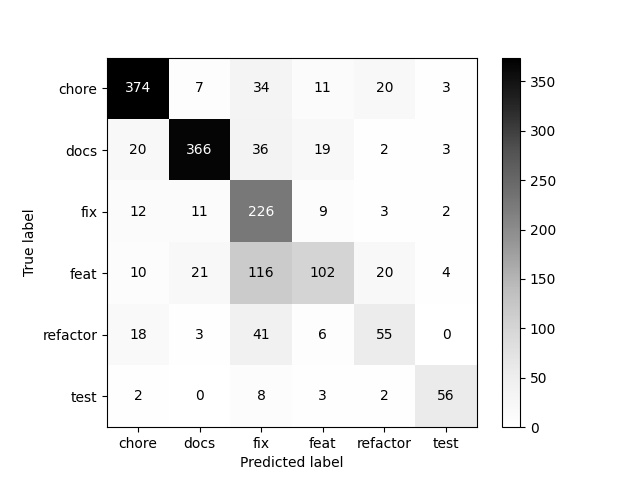 chore 374 7 34 11 20 3
docs 20 366 36 19 2 3
fix 12 11 226 9 3 2
feat 10 21 116 102 20 4
refactor 18 3 41 6 55 0
test 2 0 8 3 2 56
chore docs fix feat refactor test
Predicted label
True label
350
300
250
200
150
100
50
0